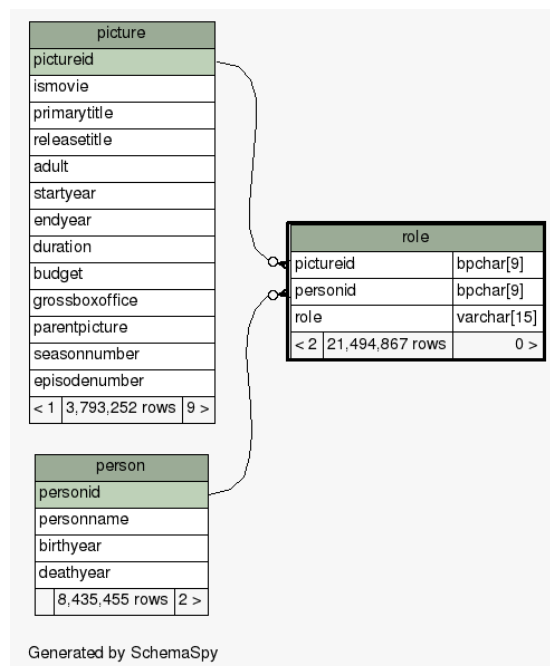 picture
pictureid
ismovie
primarytitle
releasetitle
adult
startyear
endyear
duration
budget
grossboxoffice
parentpicture
seasonnumber
episodenumber
< 1 3,793,252 rows 9 >
role
pictureid bpchar[9]
personid bpchar[9]
role varchar[15]
< 2 21,494,867 rows 0 >
person
personid
personname
birthyear
deathyear
8,435,455 rows 2 >
Generated by SchemaSpy